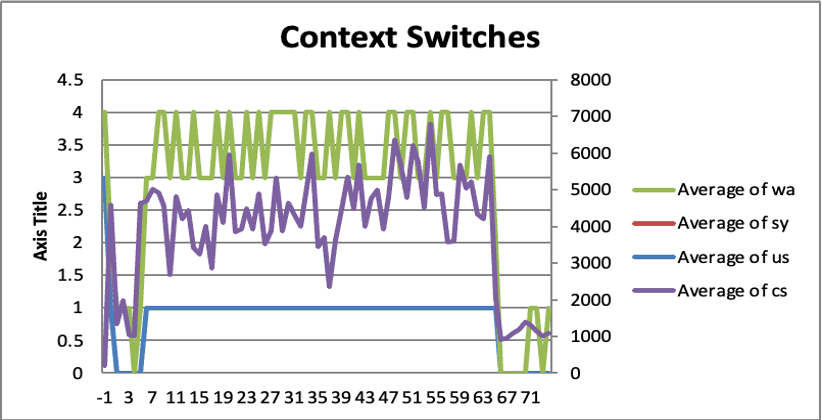 Context Switches
4.5 8000
4 7000
3.5 6000
3 5000
2.5 4000
2 3000
1.5 2000
1 1000
0.5 0
0
Axis Title
-1 3 7 11 15 19 23 27 31 35 39 43 47 51 55 59 63 67 71
Average of wa
Average of sy
Average of us
Average of cs